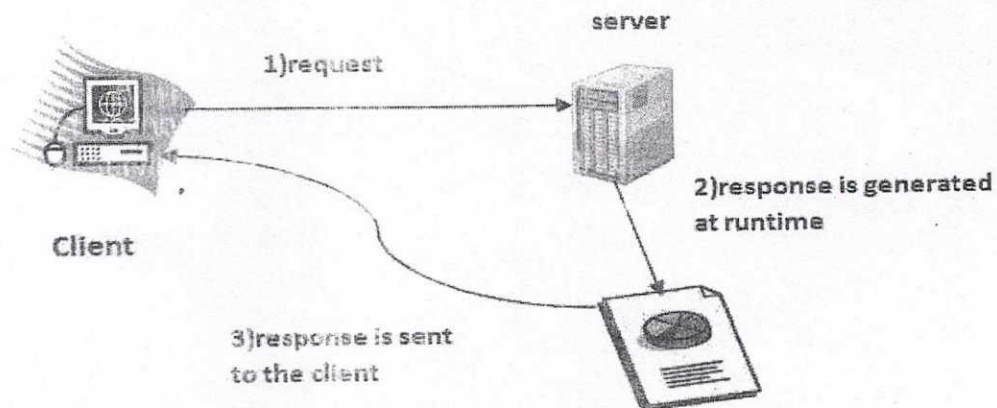 server
1)request
2)response is generated
at runtime
Client
3)response is sent
to the client